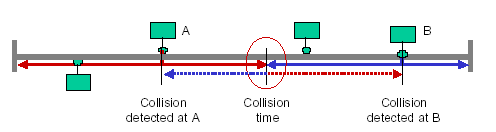 A
B
Collision
detected at A
Collision
time
Collision
detected at B